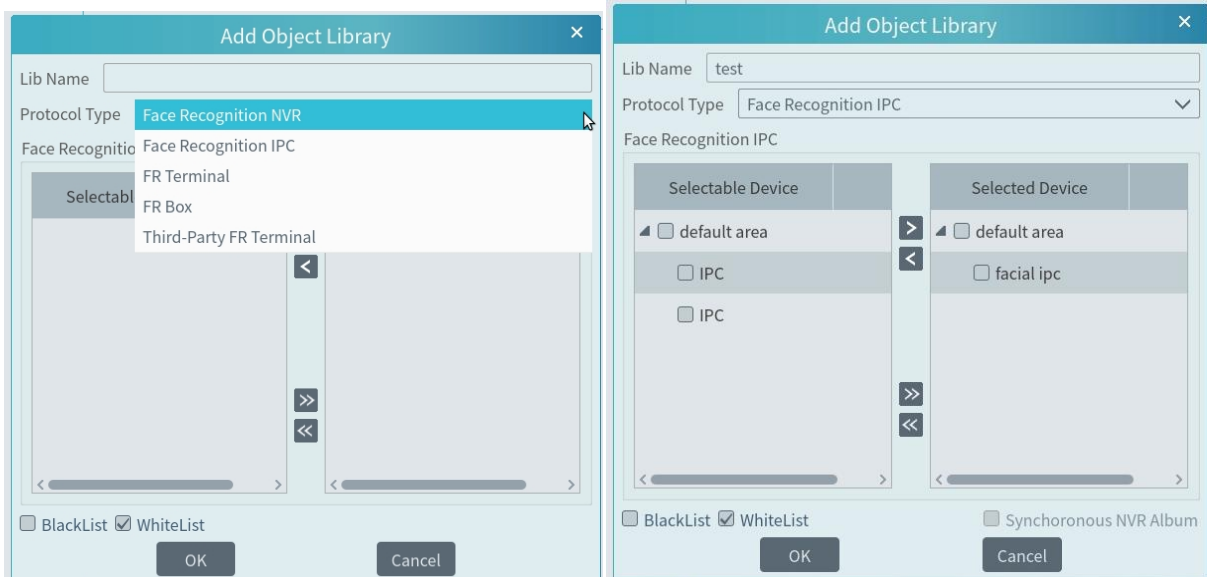 Add Object Library
Lib Name
Protocol Type Face Recognition NVR
Face Recognition IPC
FR Terminal
FR Box
Third-Party FR Terminal
Face Recognitio
Selectabl
BlackList WhiteList
OK Cancel
Add Object Library
Lib Name test
Protocol Type Face Recognition IPC
Face Recognition IPC
Selectable Device Selected Device
default area default area
IPC facial ipc
IPC
BlackList WhiteList Synchoronous NVR Album
OK Cancel